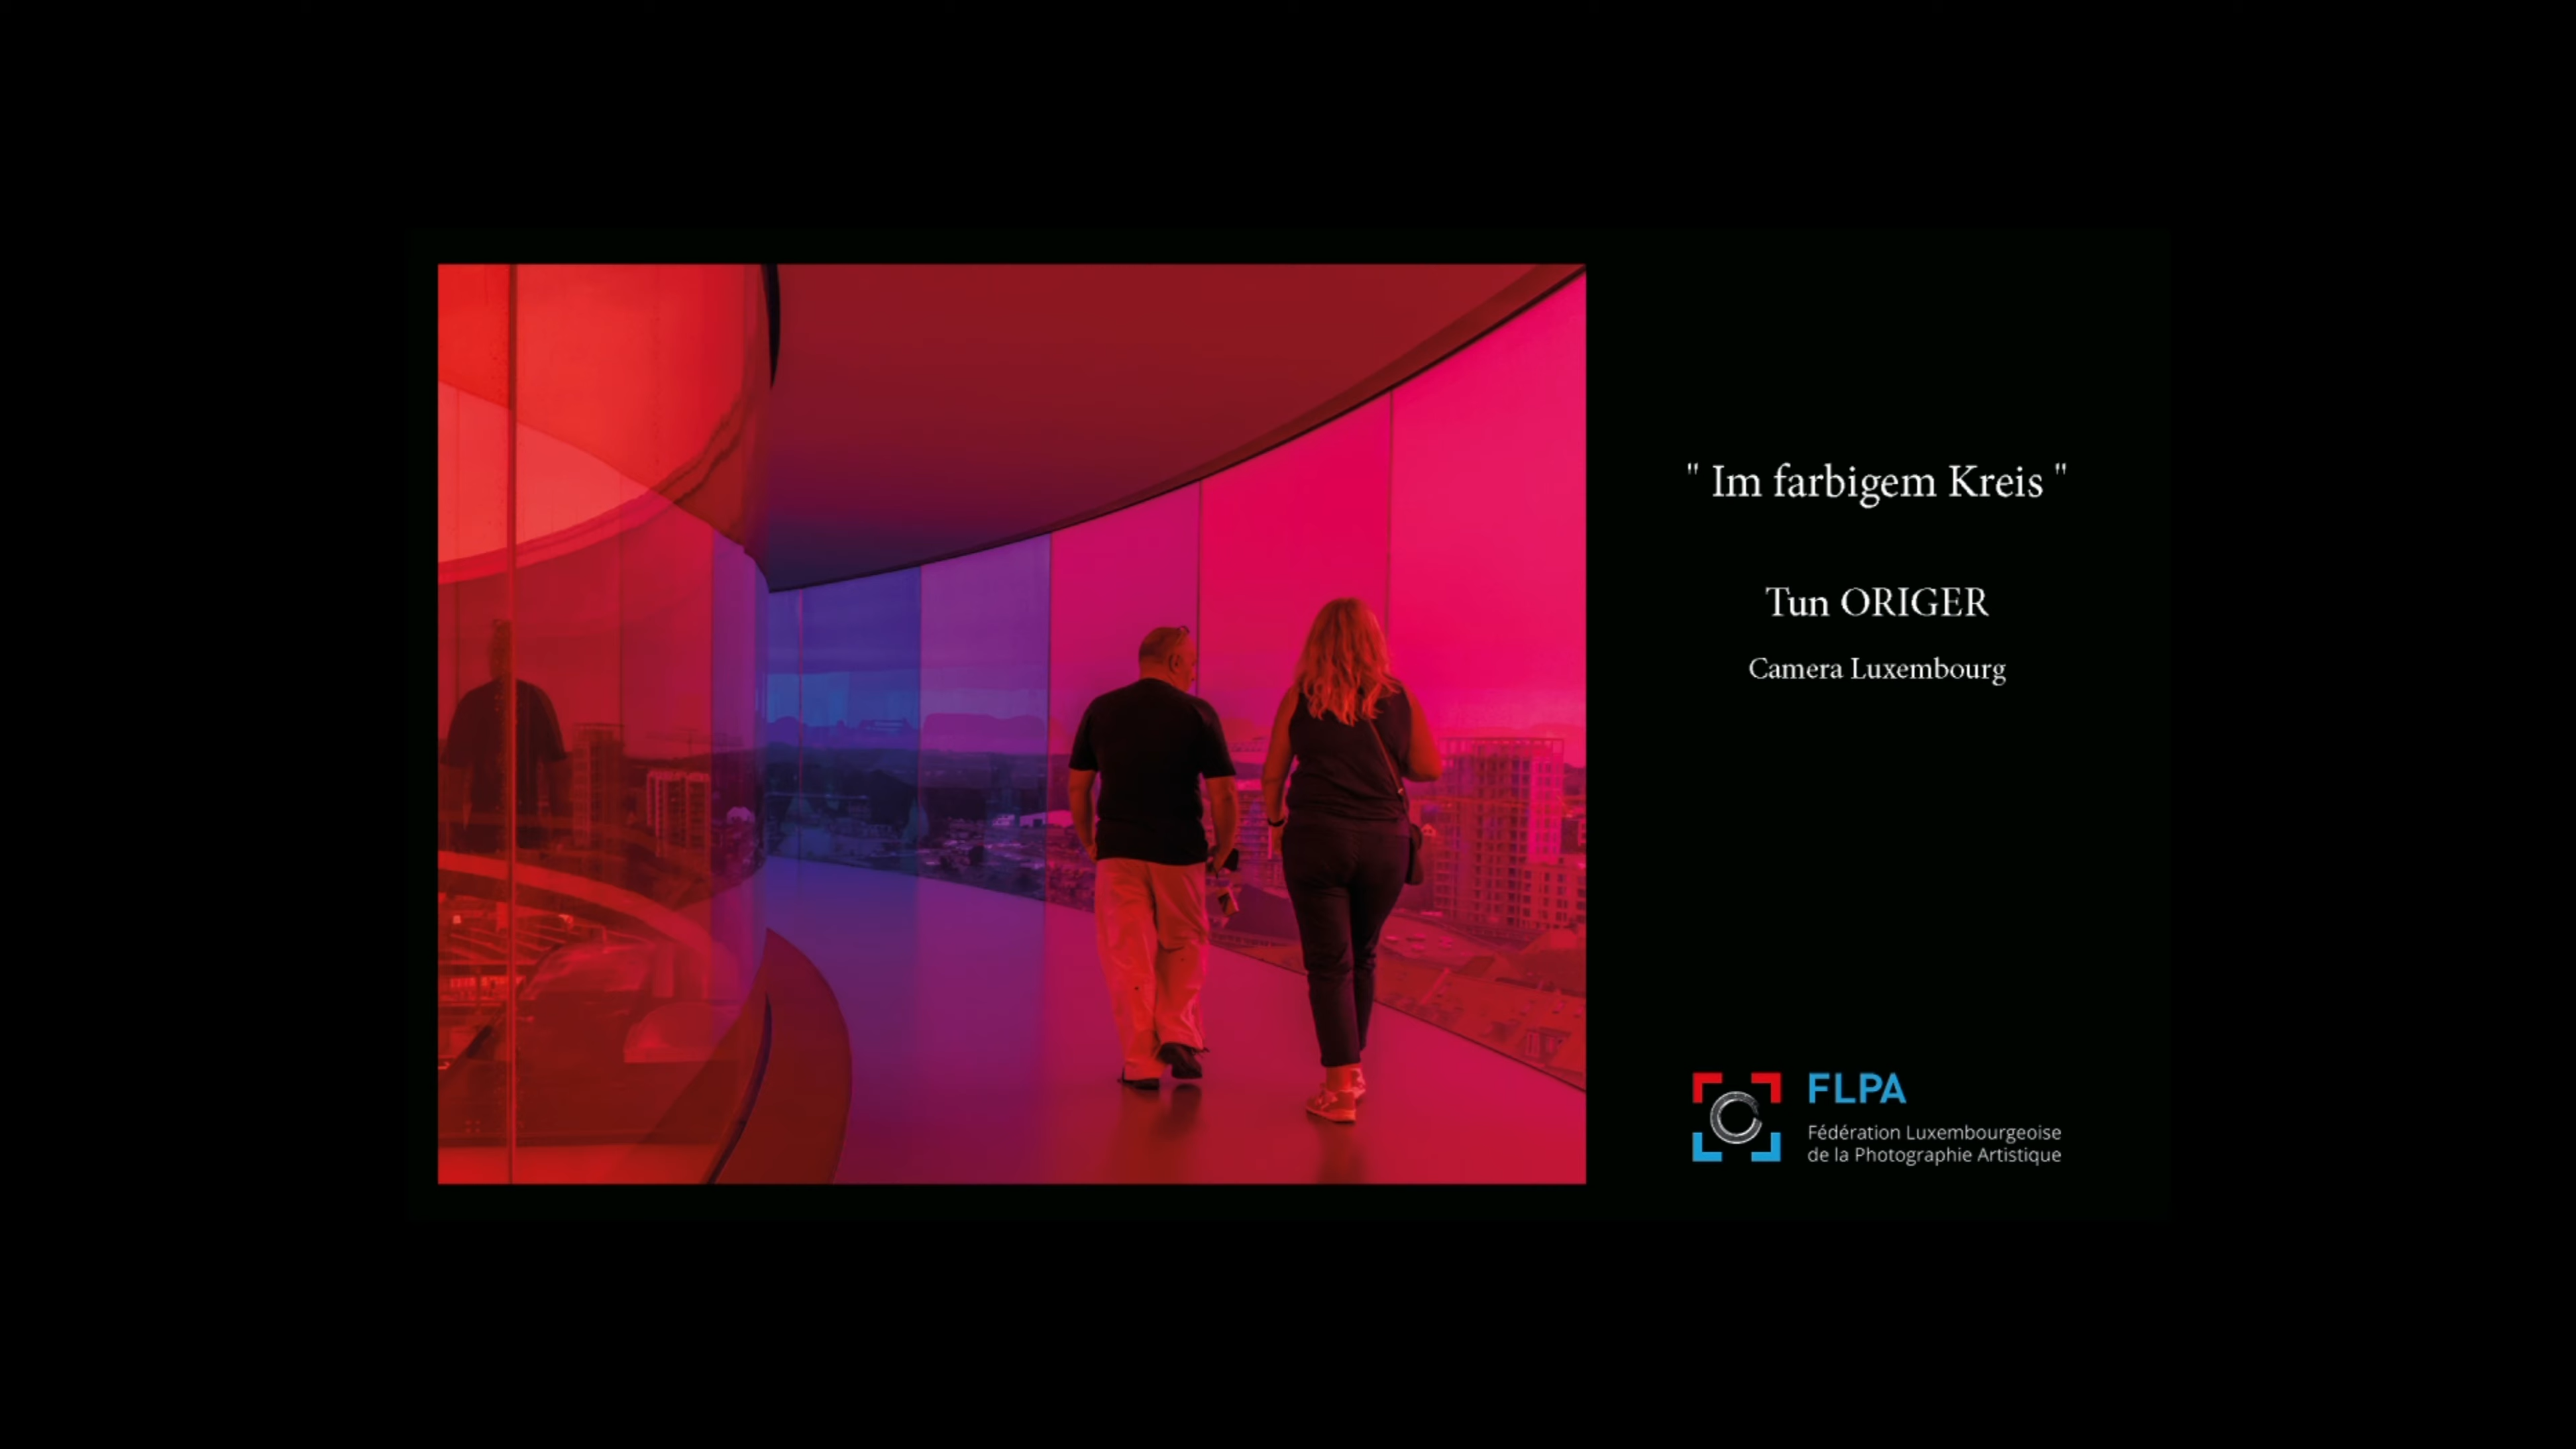 " Im farbigem Kreis "
Tun ORIGER
Camera Luxembourg
FLPA
Fédération Luxembourgeoise
de la Photographie Artistique